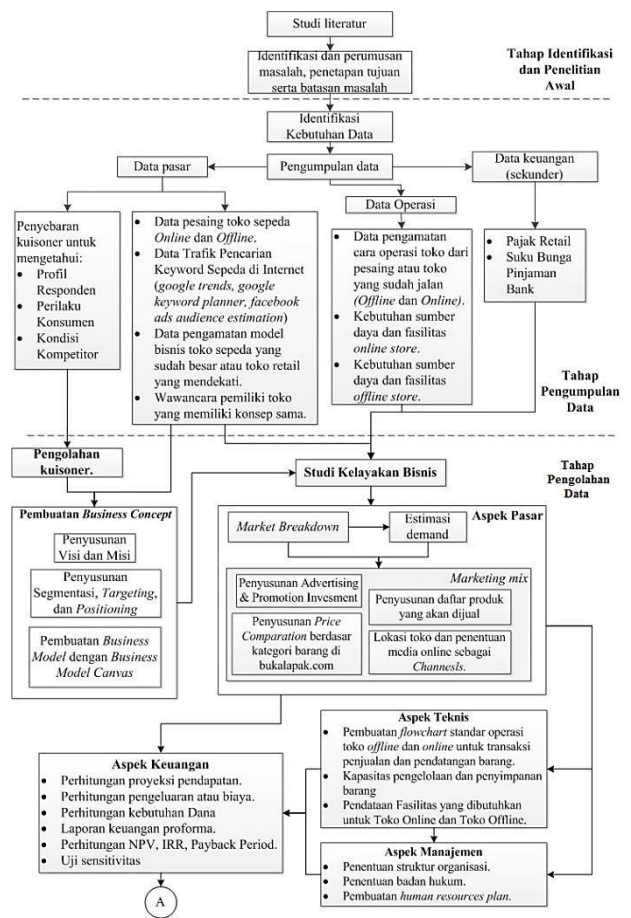 Studi literatur
Identifikasi dan perumusan
masalah, penetapan tujuan
serta batasan masalah
Tahap Identifikasi
dan Penelitian
Awal
Identifikasi
Kebutuhan Data
Data pasar
Pengumpulan data
Data keuangan
(sekunder)
Data Operasi
Penyebaran
kuisoner untuk
mengetahui:
• Profil
Responden
• Perilaku
Konsumen
• Kondisi
Kompetitor
• Data pesaing toko sepeda
Online dan Offline.
• Data Trafik Pencarian
Keyword Sepeda di Internet
(google trends, google
keyword planner, facebook
ads audience estimation)
• Data pengamatan model
bisnis toko sepeda yang
sudah besar atau toko retail
yang mendekati.
• Wawancara pemiliki toko
yang memiliki konsep sama.
• Data pengamatan
cara operasi toko dari
pesaing atau toko
yang sudah jalan
(Offline dan Online).
• Kebutuhan sumber
daya dan fasilitas
online store.
• Kebutuhan sumber
daya dan fasilitas
offline store.
• Pajak Retail
• Suku Bunga
Pinjaman
Bank
Tahap
Pengumpulan
Data
Pengolahan
kuisoner.
Studi Kelayakan Bisnis
Tahap
Pengolahan
Data
Pembuatan Business Concept
Penyusunan
Visi dan Misi
Penyusunan
Segmentasi, Targeting,
dan Positioning
Pembuatan Business
Model dengan Business
Model Canvas
Aspek Pasar
Market Breakdown
Estimasi
demand
Marketing mix
Penyusunan Advertising
& Promotion Invesment
Penyusunan daftar produk
yang akan dijual
Penyusunan Price
Comparation berdasar
kategori barang di
bukalapak.com
Lokasi toko dan penentuan
media online sebagai
Channesls.
Aspek Teknis
• Pembuatan flowchart standar operasi
toko offline dan online untuk transaksi
penjualan dan pendatangan barang.
• Kapasitas pengelolaan dan penyimpanan
barang
• Pendataan Fasilitas yang dibutuhkan
untuk Toko Online dan Toko Offline.
Aspek Keuangan
• Perhitungan proyeksi pendapatan.
• Perhitungan pengeluaran atau biaya.
• Perhitungan kebutuhan Dana
• Laporan keuangan proforma.
• Perhitungan NPV, IRR, Payback Period.
• Uji sensitivitas
Aspek Manajemen
• Penentuan struktur organisasi.
• Penentuan badan hukum.
• Pembuatan human resources plan.
A